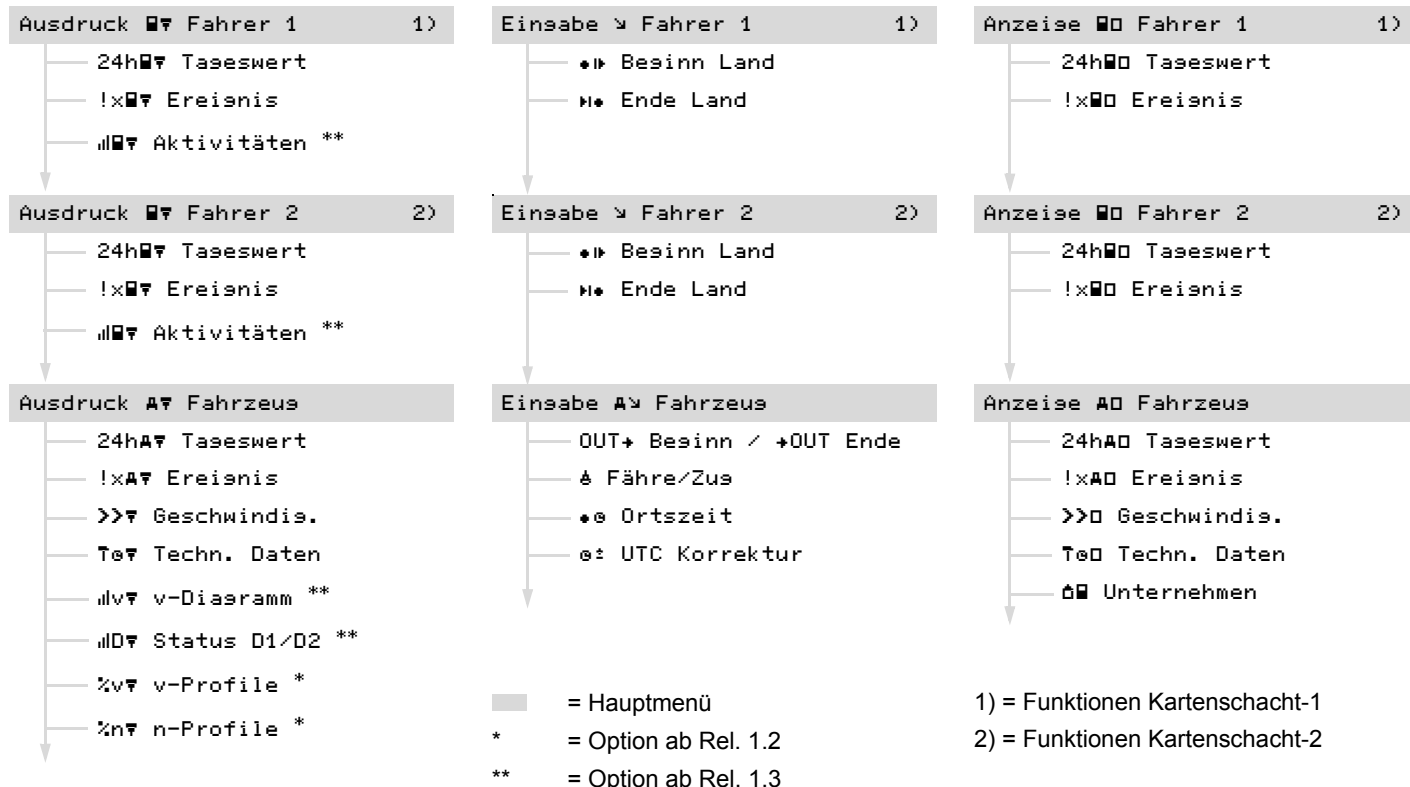 Ausdruck Fahrer 1 1)
24h Tageswert
!x Ereignis
Aktivitäten **
Ausdruck Fahrer 2 2)
24h Tageswert
!x Ereignis
Aktivitäten **
Ausdruck Fahrzeug
24h Tageswert
!x Ereignis
>> Geschwindig.
Techn. Daten
v v-Diagramm **
D Status D1/D2 **
%v v-Profile *
%n n-Profile *
Eingabe Fahrer 1 1)
Beginn Land
Ende Land
Eingabe Fahrer 2 2)
Beginn Land
Ende Land
Eingabe Fahrzeug
OUT→ Beginn / →OUT Ende
Fähre/Zug
Ortszeit
UTC Korrektur
= Hauptmenü
* = Option ab Rel. 1.2
** = Option ab Rel. 1.3
Anzeige Fahrer 1 1)
24h Tageswert
!x Ereignis
Anzeige Fahrer 2 2)
24h Tageswert
!x Ereignis
Anzeige Fahrzeug
24h Tageswert
!x Ereignis
>> Geschwindig.
Techn. Daten
Unternehmen
1) = Funktionen Kartenschacht-1
2) = Funktionen Kartenschacht-2